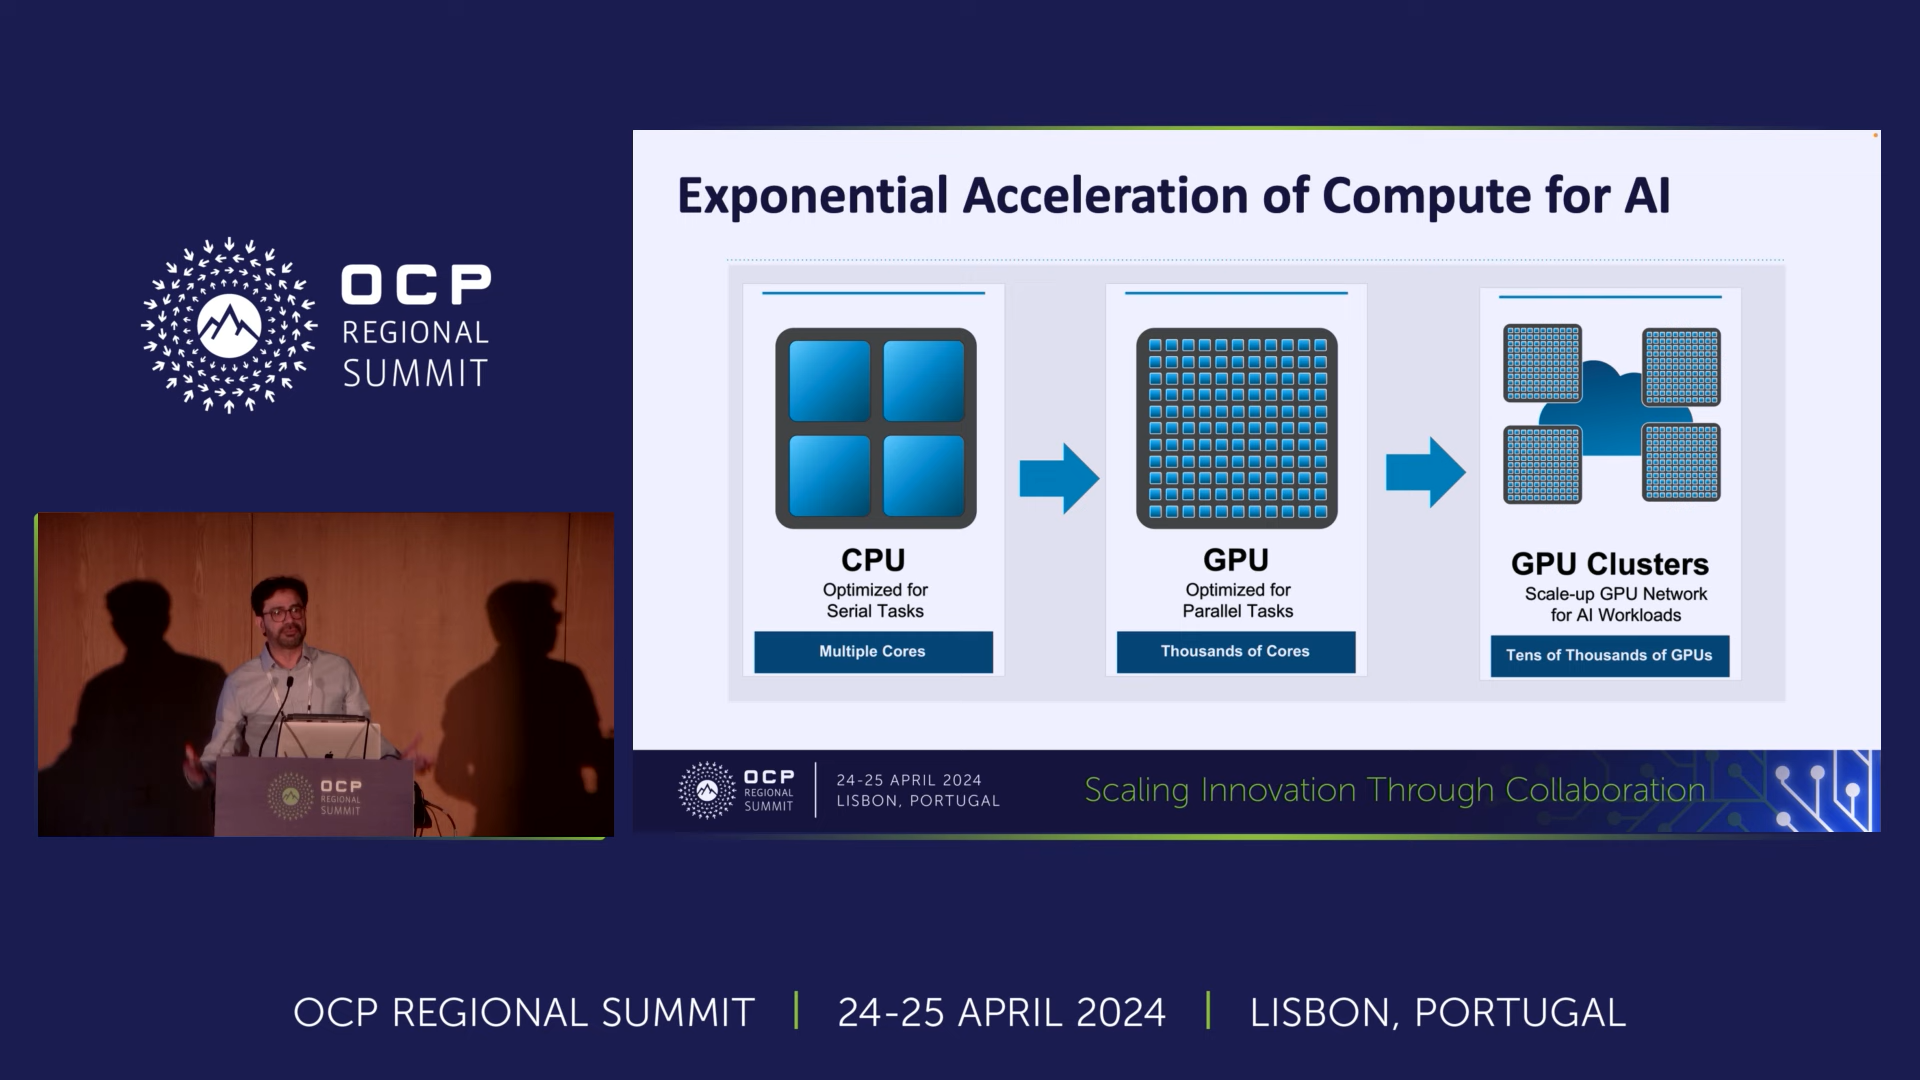 OCP
REGIONAL
SUMMIT
Exponential Acceleration of Compute for AI
CPU
Optimized for
Serial Tasks
Multiple Cores
GPU
Optimized for
Parallel Tasks
Thousands of Cores
GPU Clusters
Scale-up GPU Network
for AI Workloads
Tens of Thousands of GPUs
OCP
REGIONAL
SUMMIT
24-25 APRIL 2024
LISBON, PORTUGAL
Scaling Innovation Through Collaboration
OCP
REGIONAL
SUMMIT
OCP REGIONAL SUMMIT | 24-25 APRIL 2024 | LISBON, PORTUGAL